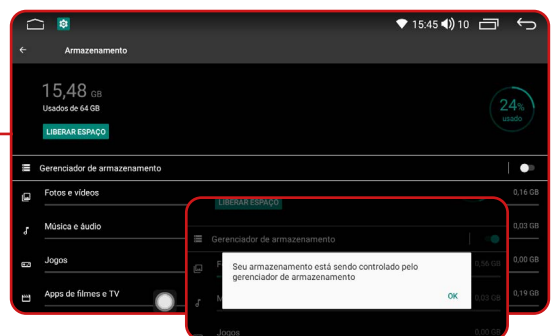 15:45 10
Armazenamento
15,48 GB
Usados de 64 GB
24%
usado
LIBERAR ESPAÇO
Gerenciador de armazenamento
Fotos e vídeos
0,16 GB
Música e áudio
0,03 GB
Jogos
0,00 GB
Apps de filmes e TV
0,19 GB
LIBERAR ESPAÇO
Gerenciador de armazenamento
F
0,56 GB
Seu armazenamento está sendo controlado pelo
gerenciador de armazenamento
OK
M
0,03 GB
Jogos
0,00 GB